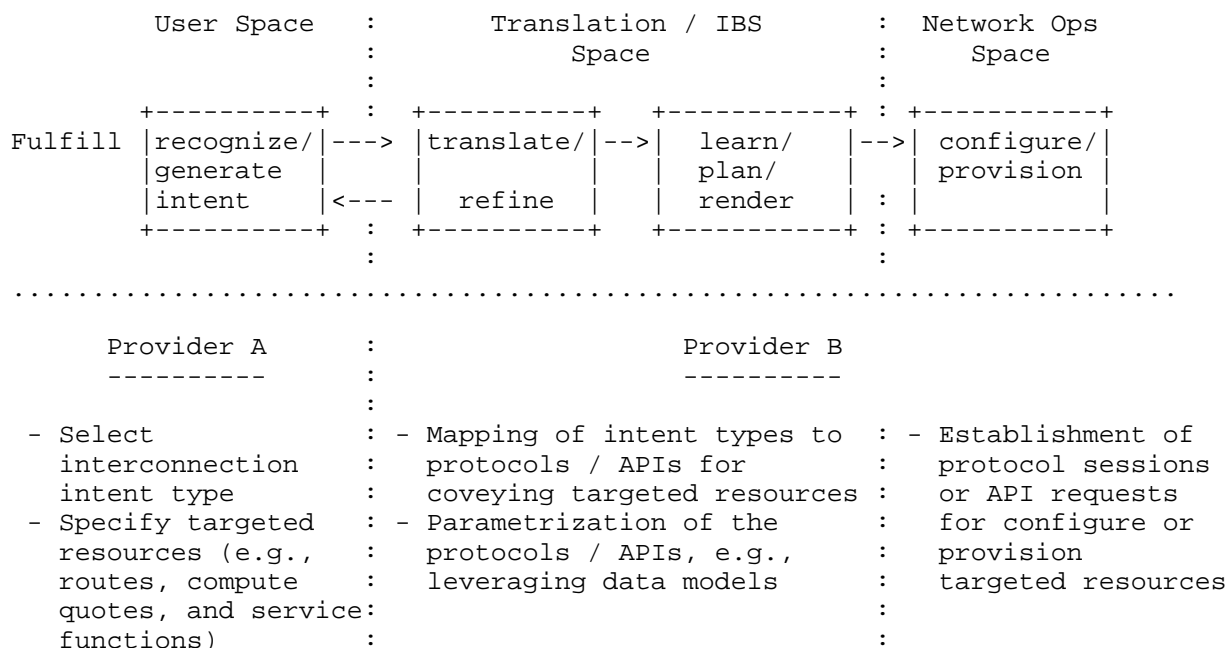 User Space   :       Translation / IBS       :  Network Ops
                       :            Space              :     Space
                       :                               :
         +----------+  :  +----------+   +-----------+ : +-----------+
Fulfill  |recognize/|---> |translate/|-->|  learn/   |-->| configure/|
         |generate  |     |          |   |  plan/    |   | provision |
         |intent    |<--- |  refine  |   |  render   | : |           |
         +----------+  :  +----------+   +-----------+ : +-----------+
                       :                               :
..........................................................................
      Provider A       :                   Provider B
      ----------       :                   ----------
                       :
 - Select              : - Mapping of intent types to  : - Establishment of
   interconnection     :   protocols / APIs for        :   protocol sessions
   intent type         :   coveying targeted resources :   or API requests
 - Specify targeted    : - Parametrization of the      :   for configure or
   resources (e.g.,    :   protocols / APIs, e.g.,     :   provision
   routes, compute     :   leveraging data models      :   targeted resources
   quotes, and service:                                :
   functions)          :                               :